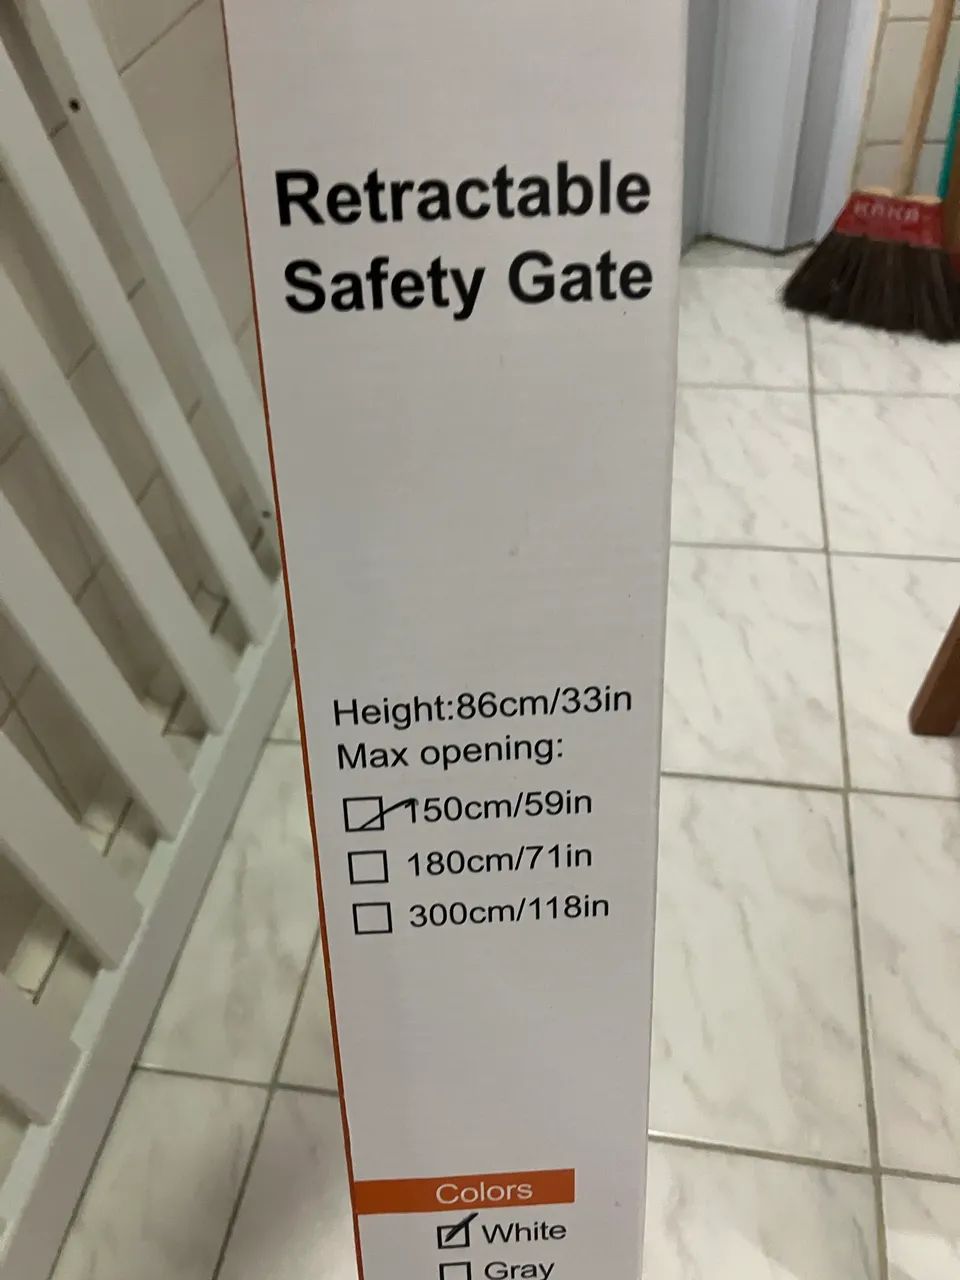 Retractable
Safety Gate
Height:86cm/33in
Max opening:
150cm/59in
180cm/71in
300cm/118in
Colors
White
Gray